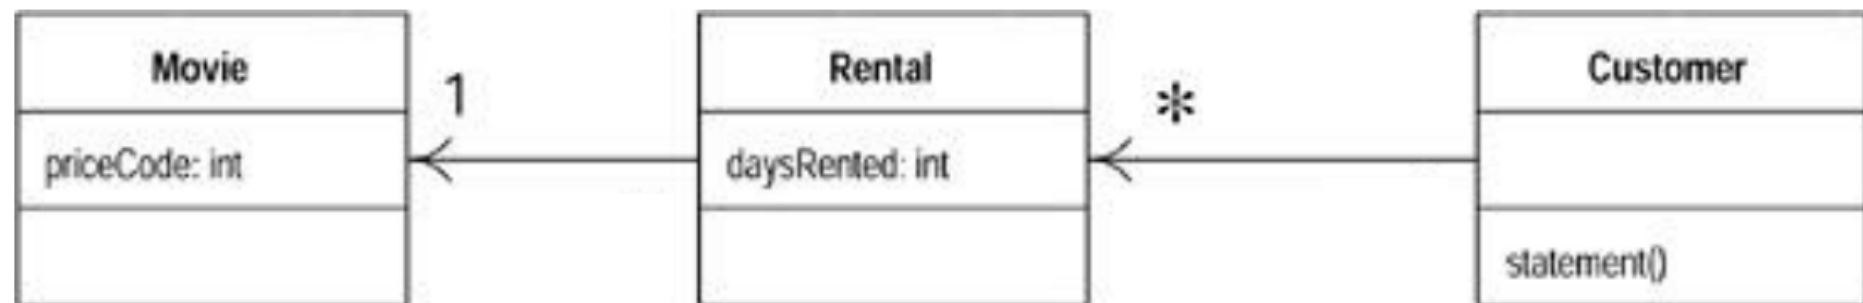 Movie
priceCode: int
1
Rental
daysRented: int
*
Customer
statement()